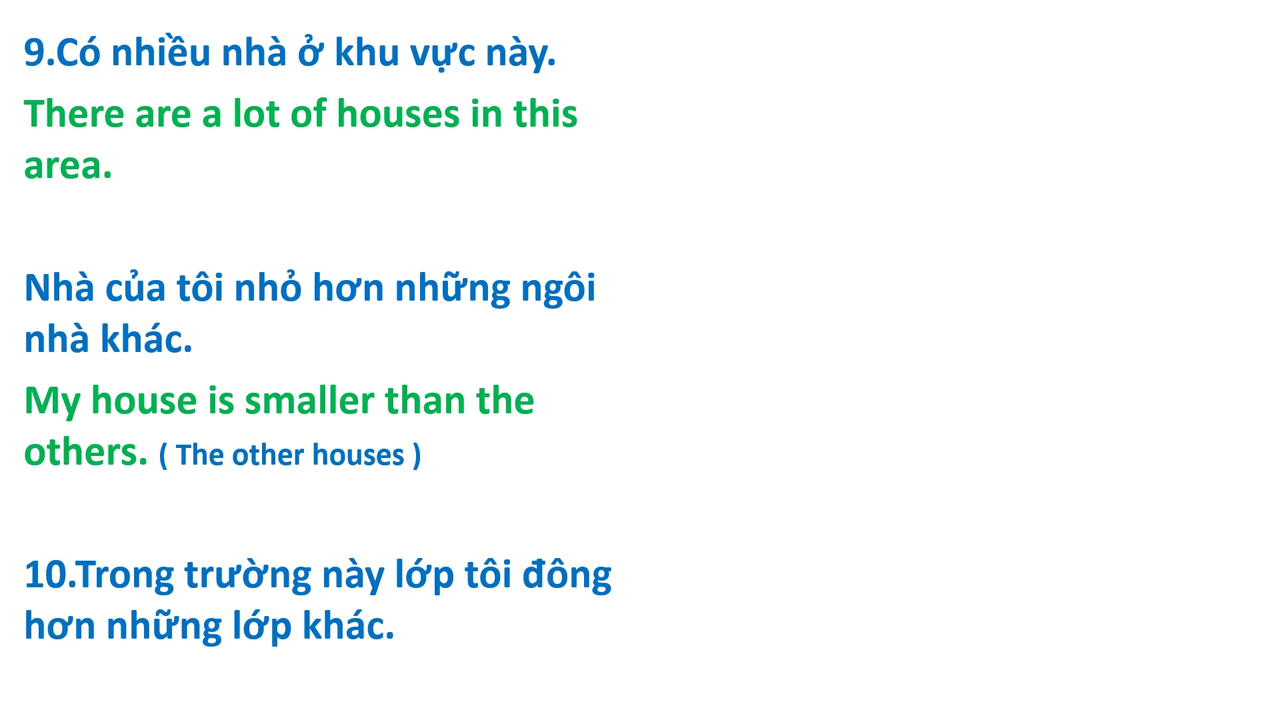 9.Có nhiều nhà ở khu vực này.
There are a lot of houses in this
area.
Nhà của tôi nhỏ hơn những ngôi
nhà khác.
My house is smaller than the
others. ( The other houses )
10.Trong trường này lớp tôi đông
hơn những lớp khác.